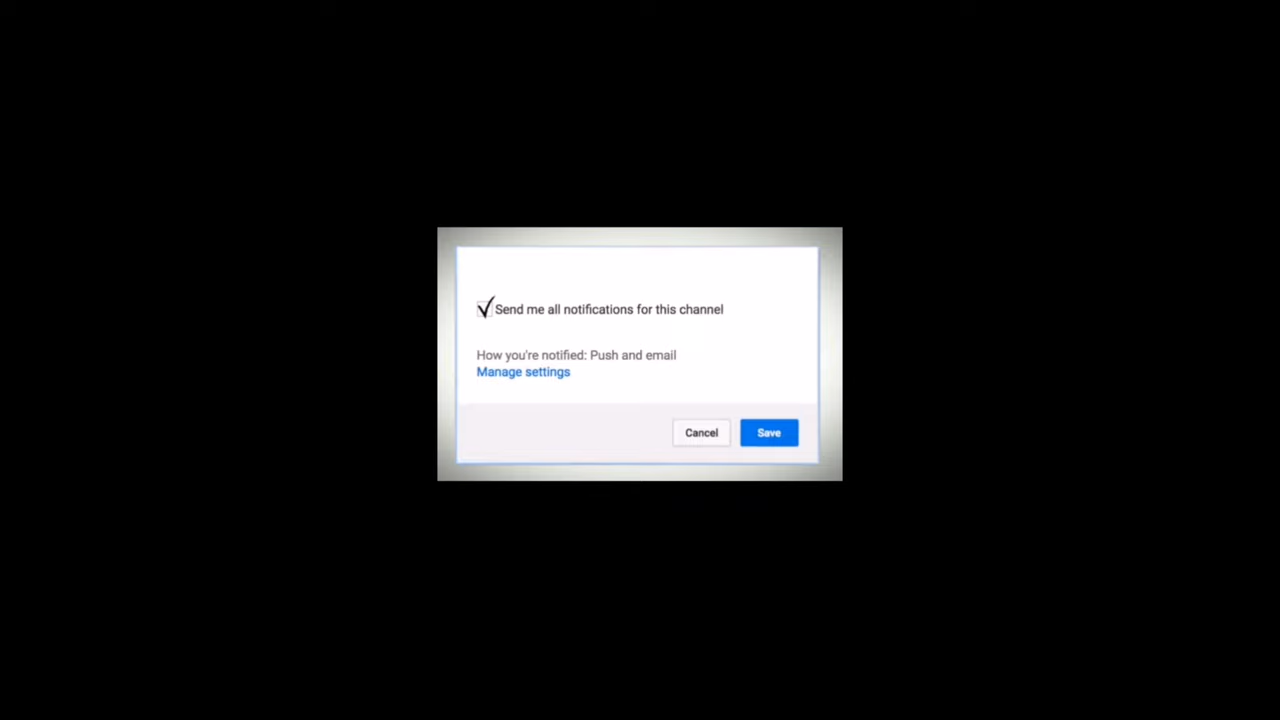 Send me all notifications for this channel
How you're notified: Push and email
Manage settings
Cancel Save